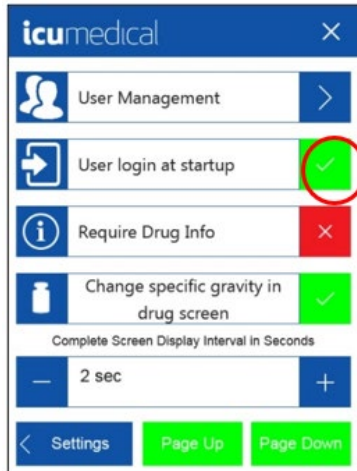 icumedical
User Management
User login at startup
Require Drug Info
Change specific gravity in
drug screen
Complete Screen Display Interval in Seconds
2 sec
Settings
Page Up
Page Down